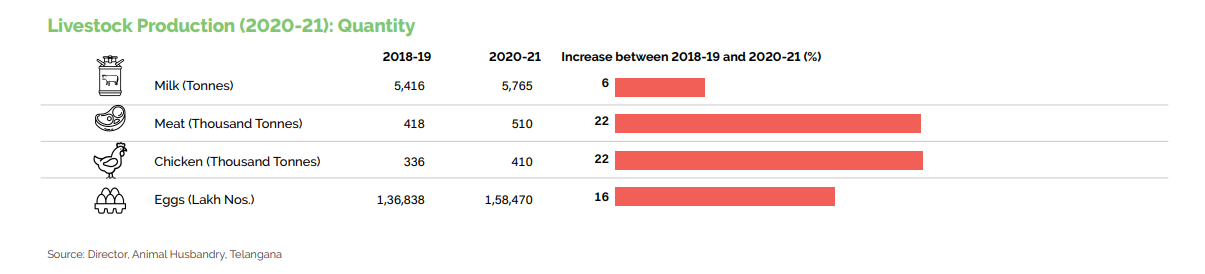 Livestock Production (2020-21): Quantity
2018-19 2020-21 Increase between 2018-19 and 2020-21 (%)
Milk (Tonnes) 5,416 5,765 6
Meat (Thousand Tonnes) 418 510 22
Chicken (Thousand Tonnes) 336 410 22
Eggs (Lakh Nos.) 1,36,838 1,58,470 16
Source: Director, Animal Husbandry, Telangana